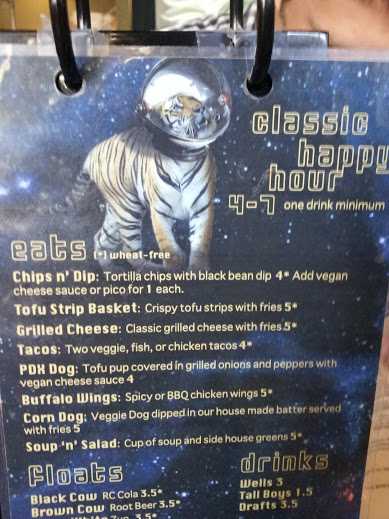 classic
happy
hour
4-7 one drink minimum
eats (*) wheat-free
Chips n' Dip: Tortilla chips with black bean dip 4* Add vegan
cheese sauce or pico for 1 each.
Tofu Strip Basket: Crispy tofu strips with fries 5*
Grilled Cheese: Classic grilled cheese with fries 5*
Tacos: Two veggie, fish, or chicken tacos 4*
PDX Dog: Tofu pup covered in grilled onions and peppers with
vegan cheese sauce 4
Buffalo Wings: Spicy or BBQ chicken wings 5*
Corn Dog: Veggie Dog dipped in our house made batter served
with fries 5
Soup 'n' Salad: Cup of soup and side house greens 5*
floats
Black Cow RC Cola 3.5*
Brown Cow Root Beer 3.5*
3.5*
drinks
Wells 3
Tall Boys 1.5
Drafts 3.5